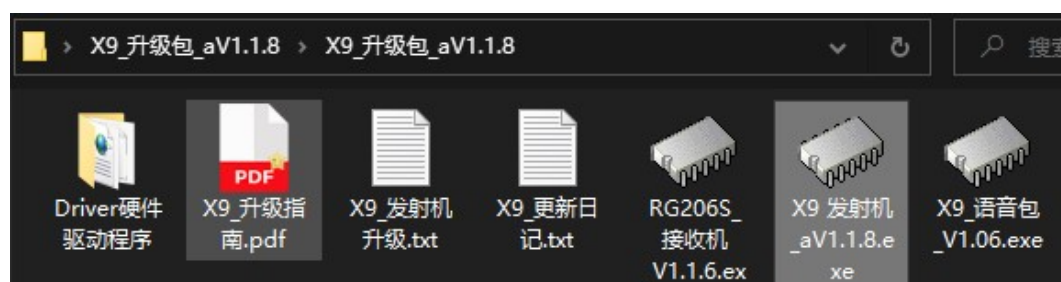 X9_升级包_aV1.1.8 › X9_升级包_aV1.1.8
搜索
PDF
Driver硬件
驱动程序
X9_升级指
南.pdf
X9_发射机
升级.txt
X9_更新日
记.txt
RG206S_
接收机
V1.1.6.ex
X9 发射机
_aV1.1.8.e
xe
X9_语音包
_V1.06.exe